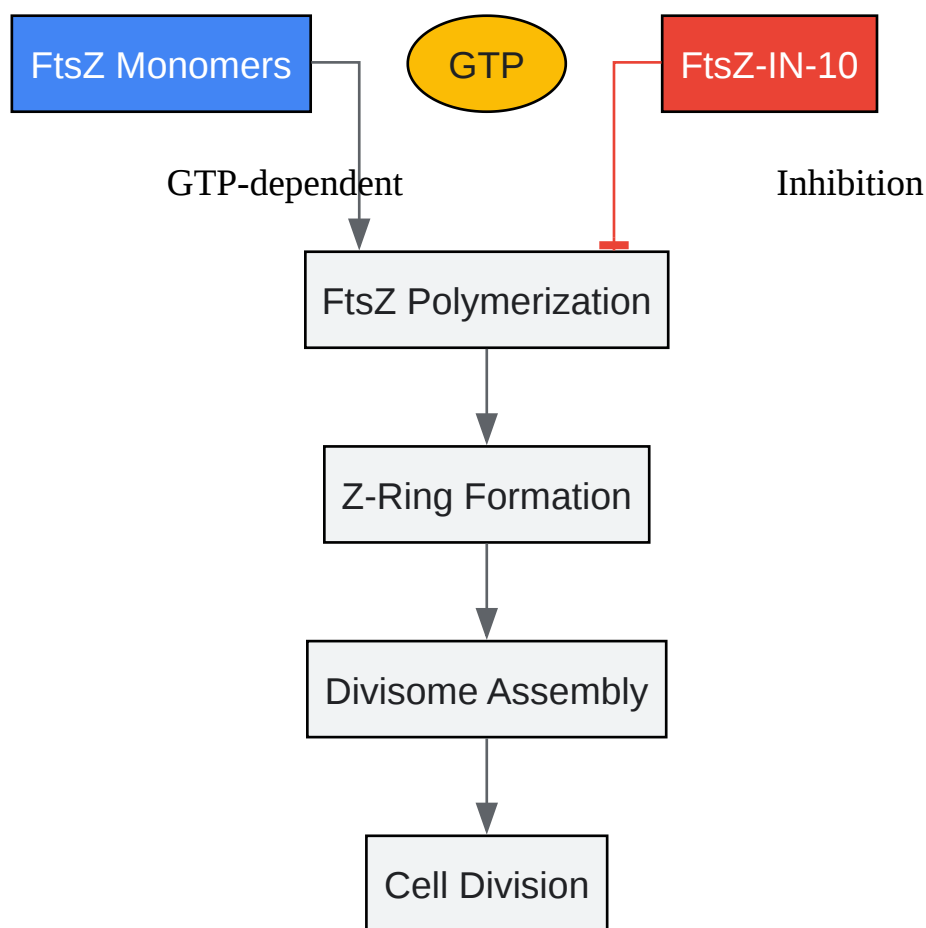 FtsZ Monomers
GTP
FtsZ-IN-10
GTP-dependent
Inhibition
FtsZ Polymerization
Z-Ring Formation
Divisome Assembly
Cell Division